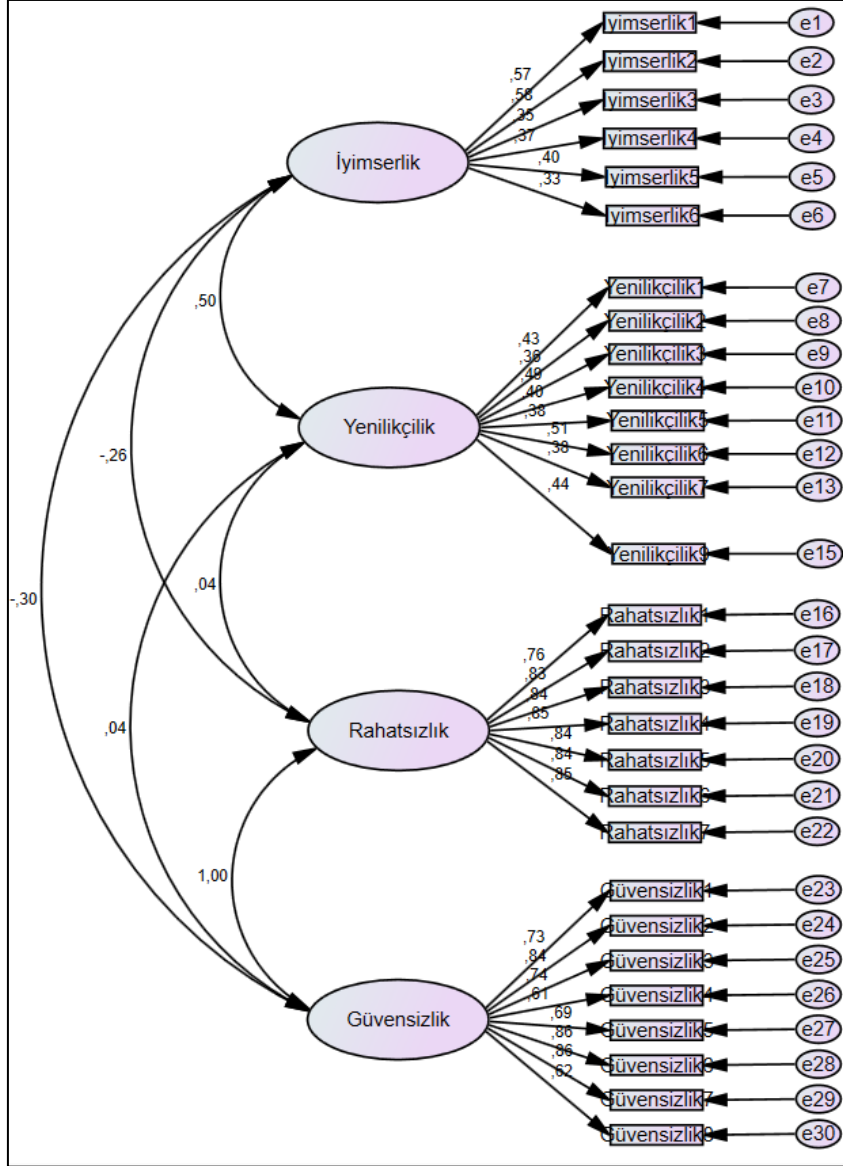 İyimserlik
,57
,58
,35
,37
,40
,33
yimserlik1
yimserlik2
yimserlik3
yimserlik4
yimserlik5
yimserlik6
e1
e2
e3
e4
e5
e6
,50
-,26
-,30
Yenilikçilik
,43
,36
,49
,40
,38
,51
,38
,44
Yenilikçilik1
Yenilikçilik2
Yenilikçilik3
Yenilikçilik4
Yenilikçilik5
Yenilikçilik6
Yenilikçilik7
Yenilikçilik9
e7
e8
e9
e10
e11
e12
e13
e15
,04
,04
Rahatsızlık
,76
,83
,84
,85
,84
,84
,85
Rahatsızlık1
Rahatsızlık2
Rahatsızlık3
Rahatsızlık4
Rahatsızlık5
Rahatsızlık6
Rahatsızlık7
e16
e17
e18
e19
e20
e21
e22
1,00
Güvensizlik
,73
,84
,74
,61
,69
,86
,86
,62
Güvensizlik1
Güvensizlik2
Güvensizlik3
Güvensizlik4
Güvensizlik5
Güvensizlik6
Güvensizlik7
Güvensizlik8
e23
e24
e25
e26
e27
e28
e29
e30